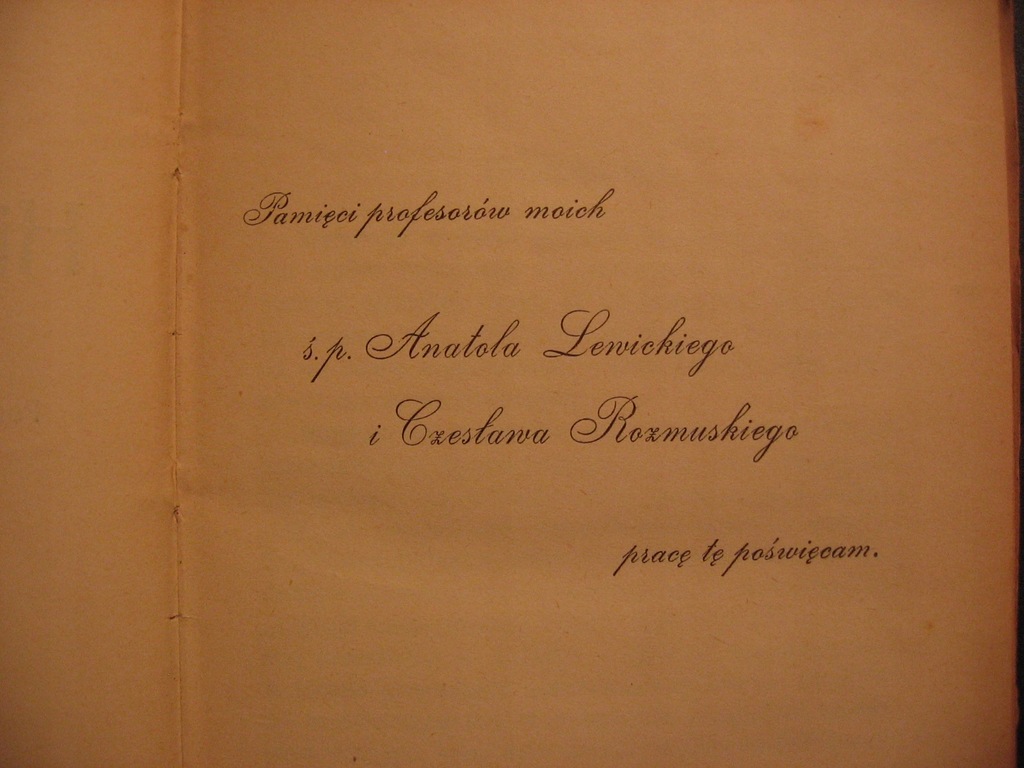 Pamięci profesorów moich
ś. p. Anatola Lewickiego
i Czesława Rozmuskiego
pracę tę poświęcam.